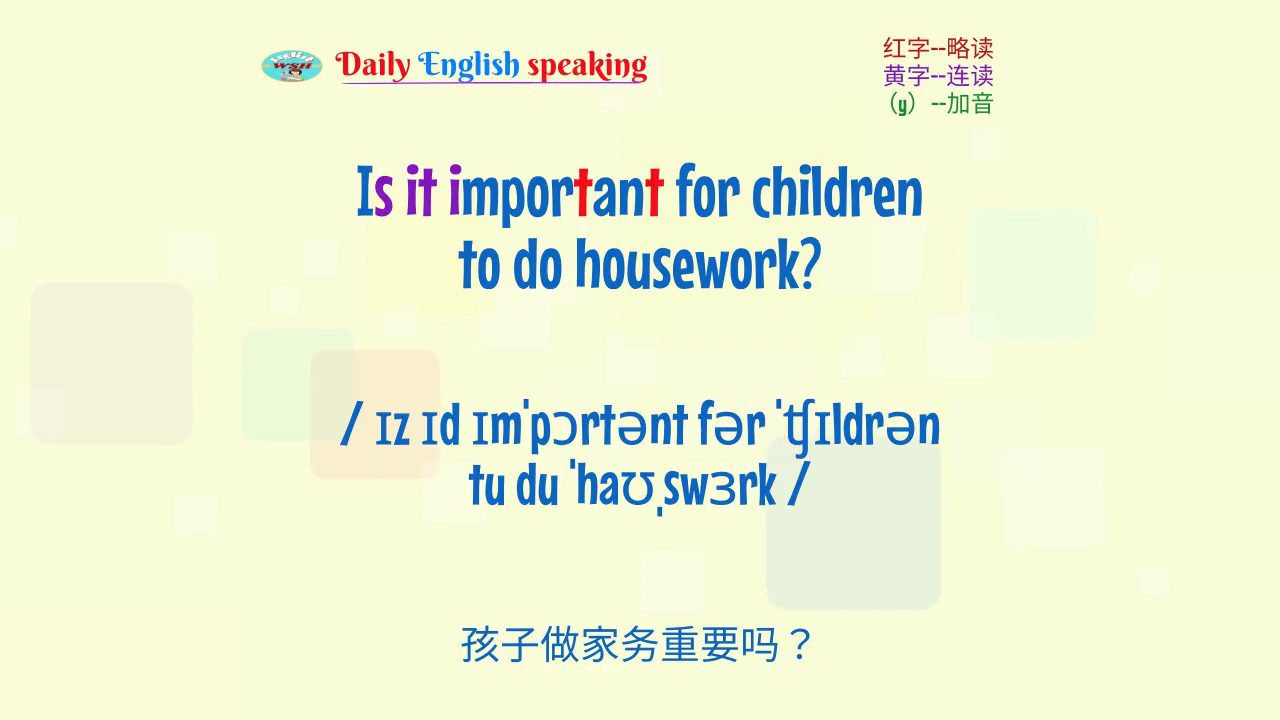 Daily English speaking
红字--略读
黄字--连读
（y）--加音
Is it important for children
to do housework?
/ ɪz ɪd ɪmˈpɔrtənt fər ˈʧɪldrən
tu du ˈhaʊˌswɜrk /
孩子做家务重要吗？